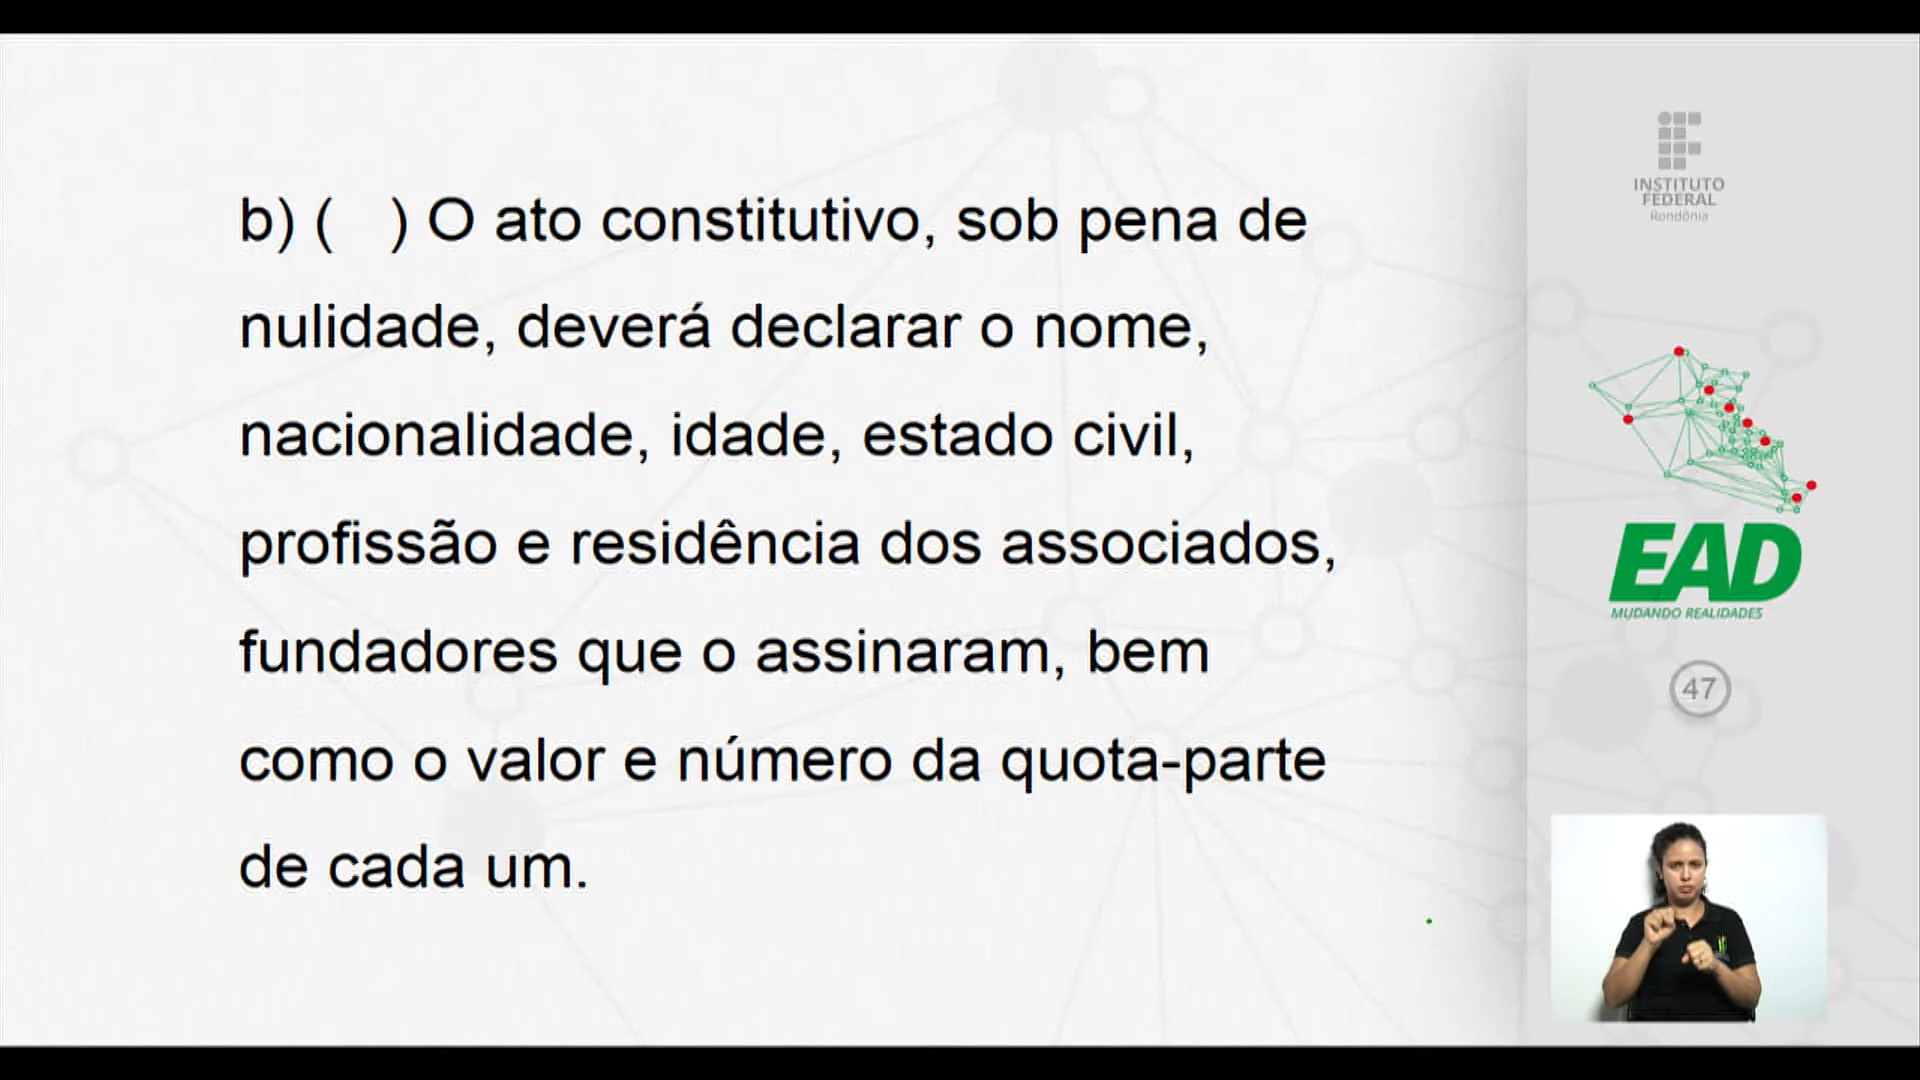 b) (   ) O ato constitutivo, sob pena de
nulidade, deverá declarar o nome,
nacionalidade, idade, estado civil,
profissão e residência dos associados,
fundadores que o assinaram, bem
como o valor e número da quota-parte
de cada um.
INSTITUTO
FEDERAL
Rondônia
EAD
MUDANDO REALIDADES
47